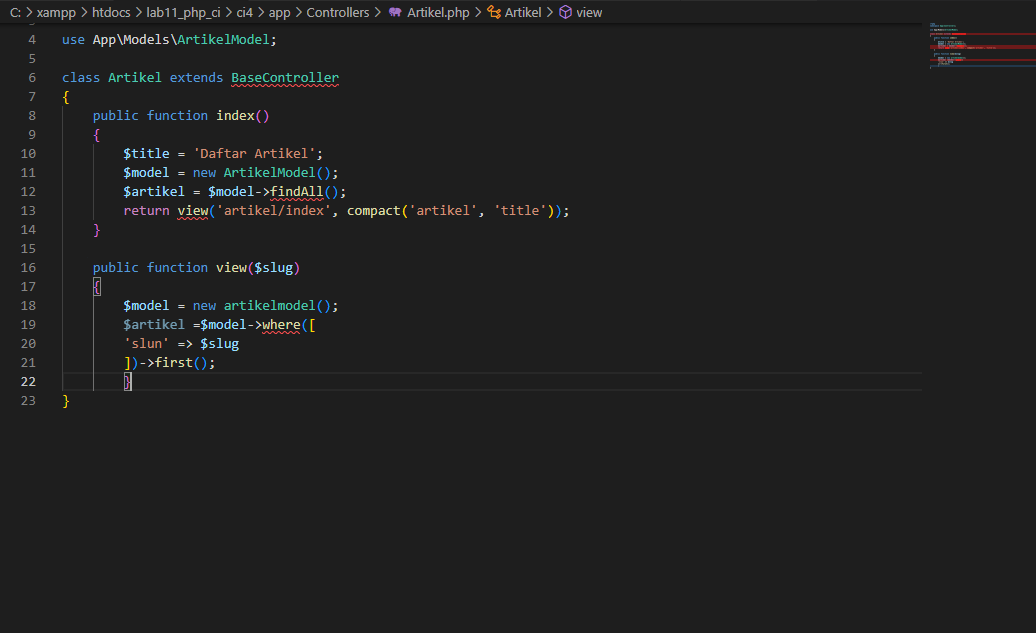 C: > xampp > htdocs > lab11_php_ci > ci4 > app > Controllers > Artikel.php > Artikel > view
4 use App\Models\ArtikelModel;
5
6 class Artikel extends BaseController
7 {
8 public function index()
9 {
10 $title = 'Daftar Artikel';
11 $model = new ArtikelModel();
12 $artikel = $model->findAll();
13 return view('artikel/index', compact('artikel', 'title'));
14 }
15
16 public function view($slug)
17 {
18 $model = new artikelmodel();
19 $artikel =$model->where([
20 'slun' => $slug
21 ])->first();
22 }
23 }